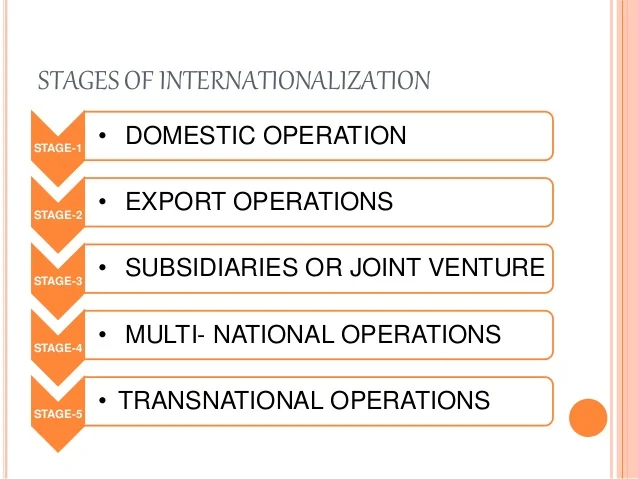 STAGES OF INTERNATIONALIZATION
STAGE-1
• DOMESTIC OPERATION
STAGE-2
• EXPORT OPERATIONS
STAGE-3
• SUBSIDIARIES OR JOINT VENTURE
STAGE-4
• MULTI- NATIONAL OPERATIONS
STAGE-5
• TRANSNATIONAL OPERATIONS